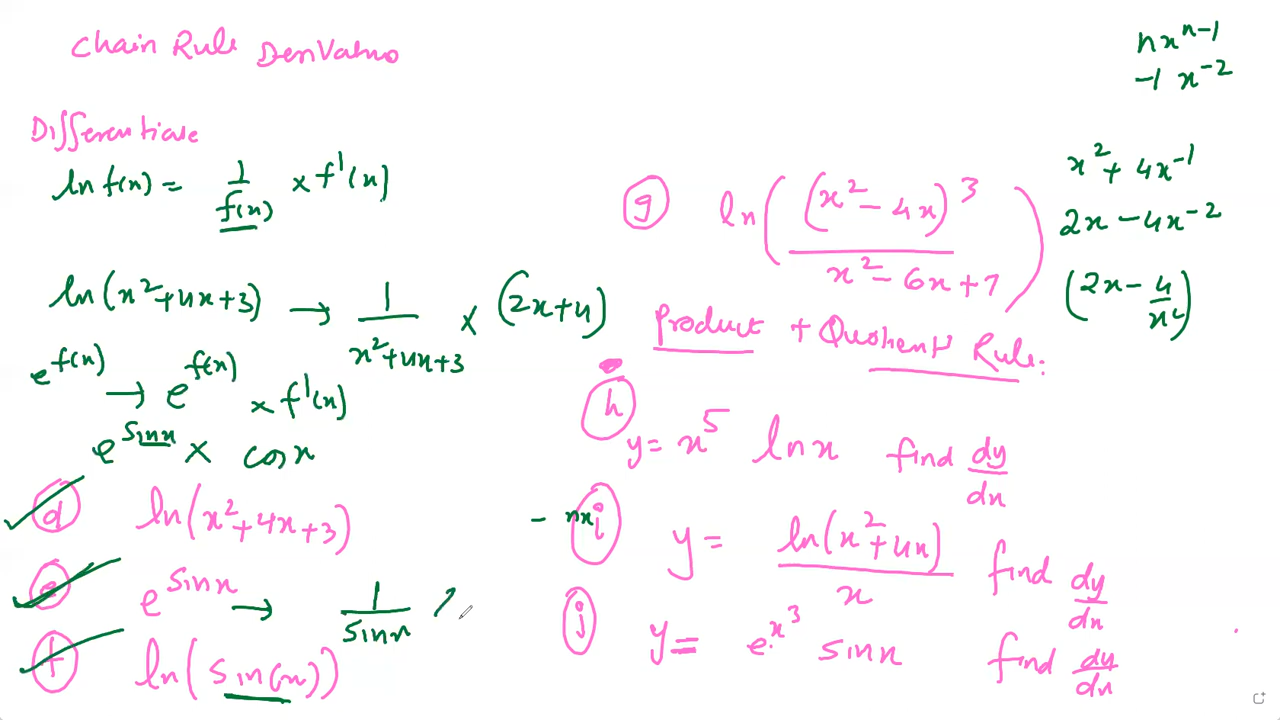 Chain Rule Derivative
Differentiate
ln f(x) = 1/f(x) × f'(x)
ln(x²+4x+3) → 1/(x²+4x+3) × (2x+4)
e^f(x) → e^f(x) × f'(x)
e^sinx × cosx
d ln(x²+4x+3)
e e^sinx → 1/sinx
f ln(sin(x))
nx^n-1
-1 x^-2
x²+4x^-1
2x-4x^-2
(2x-4/x²)
g ln((x²-4x)³/(x²-6x+7))
Product + Quotient Rule.
h
y= x⁵ lnx find dy/dx
- nx
i y= ln(x²+4x)/x find dy/dx
j y= e^x³ sinx find dy/dx